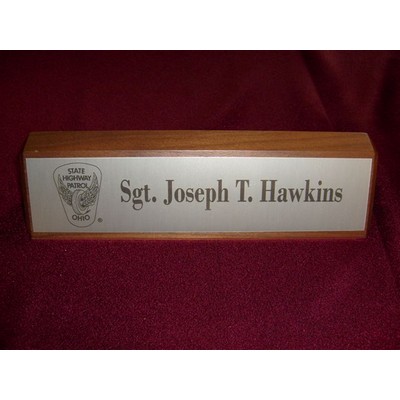 STATE
HIGHWAY
PATROL
OHIO
®
Sgt. Joseph T. Hawkins